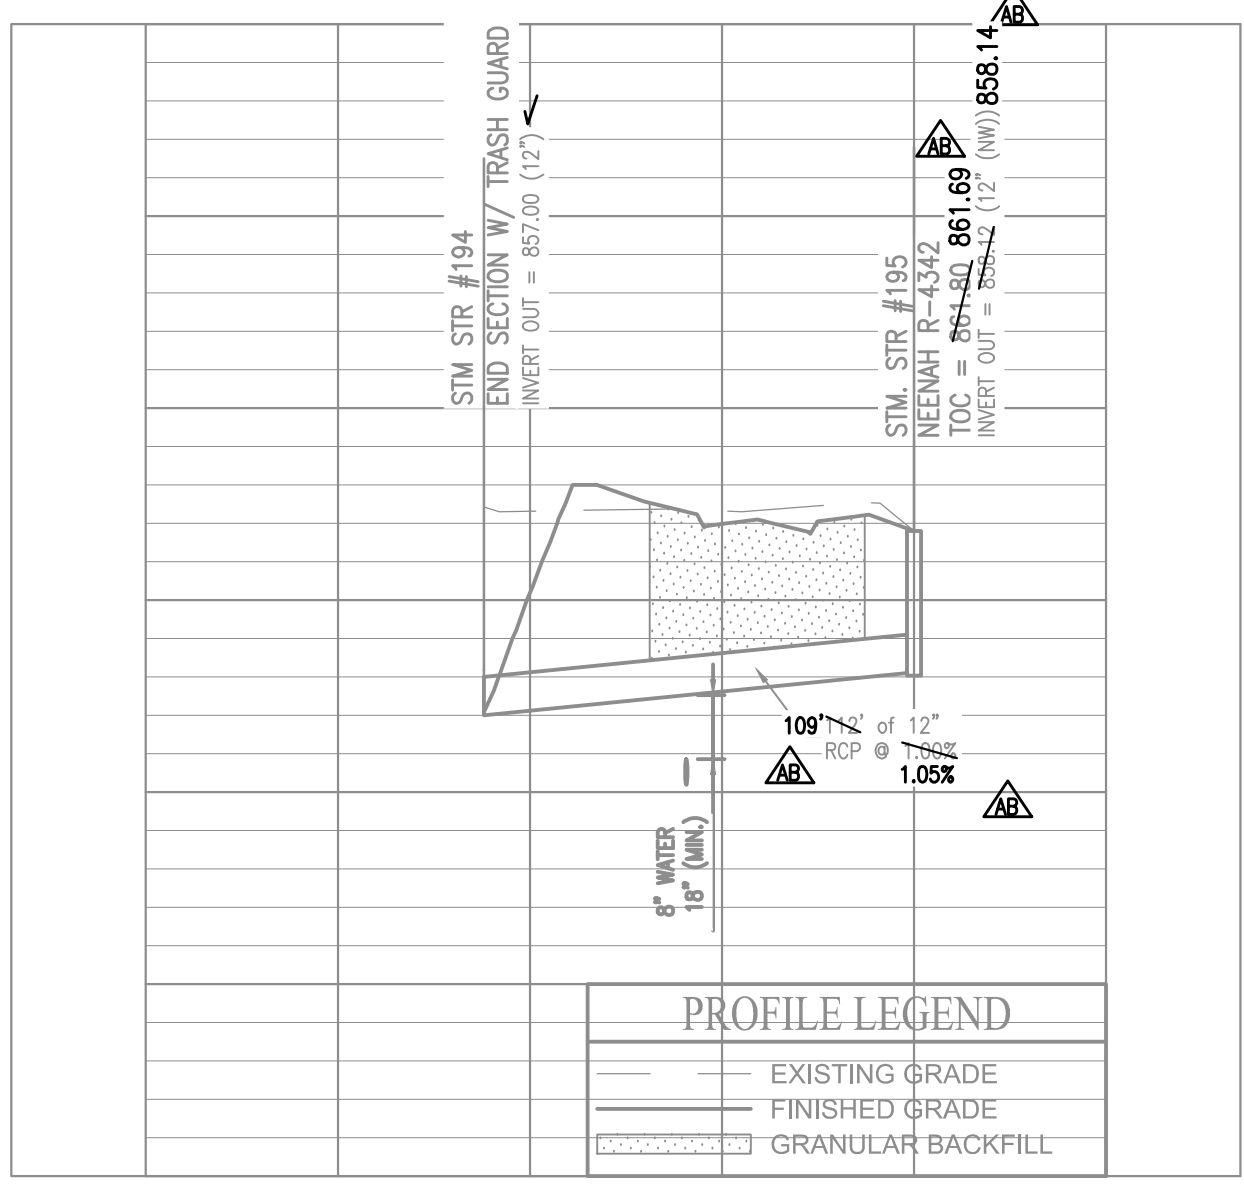 STM STR #194
END SECTION W/ TRASH GUARD
INVERT OUT = 857.00 (12")
STM. STR #195
NEENAH R-4342
TOC = 861.80 861.69
INVERT OUT = 858.12 (12" (NW)) 858.14
AB
AB
109' 112' of 12"
RCP @ 1.00%
1.05%
AB
AB
8" WATER
18" (MIN.)
PROFILE LEGEND
EXISTING GRADE
FINISHED GRADE
GRANULAR BACKFILL